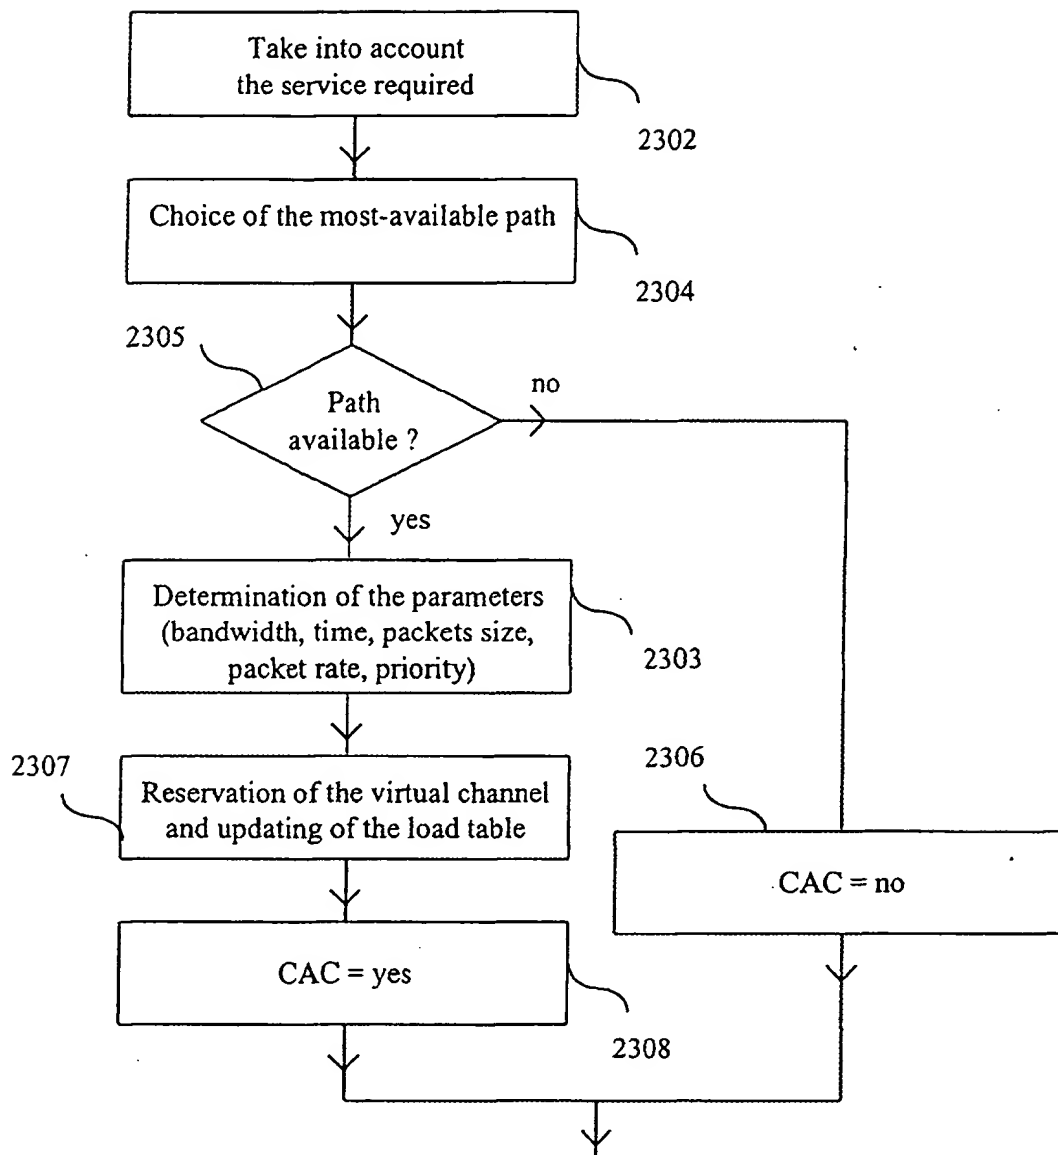 Take into account
the service required
2302
Choice of the most-available path
2304
2305
Path
available ?
no
yes
Determination of the parameters
(bandwidth, time, packets size,
packet rate, priority)
2303
2307
Reservation of the virtual channel
and updating of the load table
2306
CAC = no
CAC = yes
2308